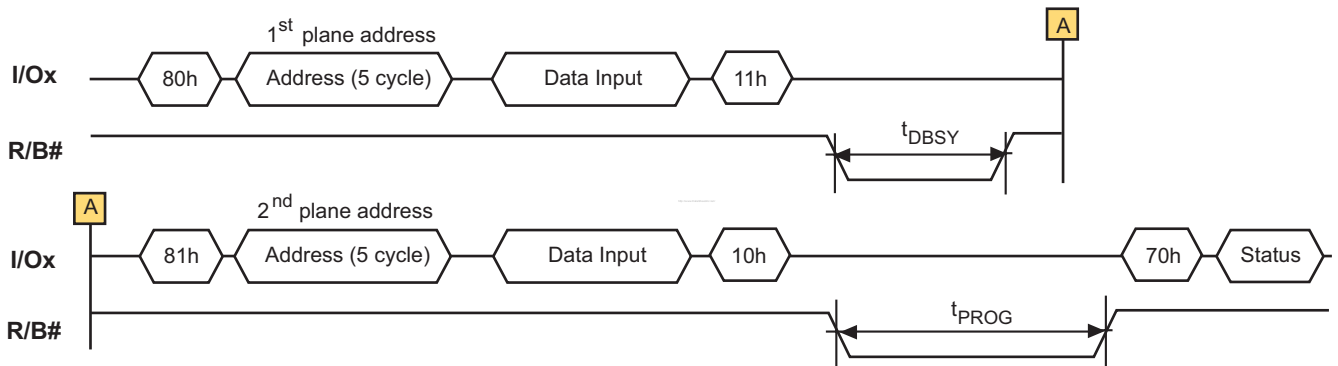 A
1st plane address
I/Ox 80h Address (5 cycle) Data Input 11h
R/B# tDBSY
A
2nd plane address
I/Ox 81h Address (5 cycle) Data Input 10h 70h Status
R/B# tPROG